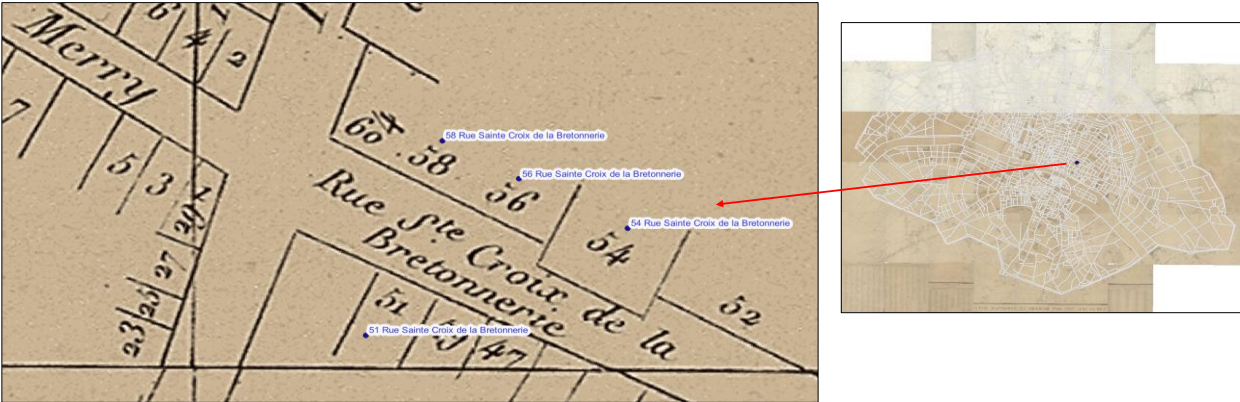 6
4
1
2
Merry
7
5
3
1
29
27
25
23
60
58
58 Rue Sainte Croix de la Bretonnerie
56
56 Rue Sainte Croix de la Bretonnerie
54
54 Rue Sainte Croix de la Bretonnerie
52
Rue Ste Croix de la
Bretonnerie
51
51 Rue Sainte Croix de la Bretonnerie
49
47